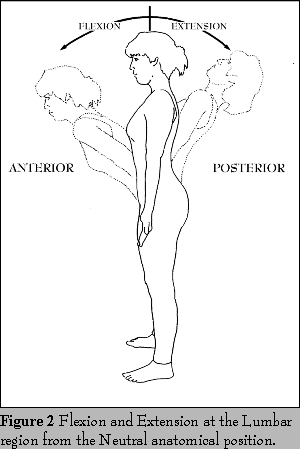 FLEXION EXTENSION
ANTERIOR POSTERIOR
Figure 2 Flexion and Extension at the Lumbar
region from the Neutral anatomical position.